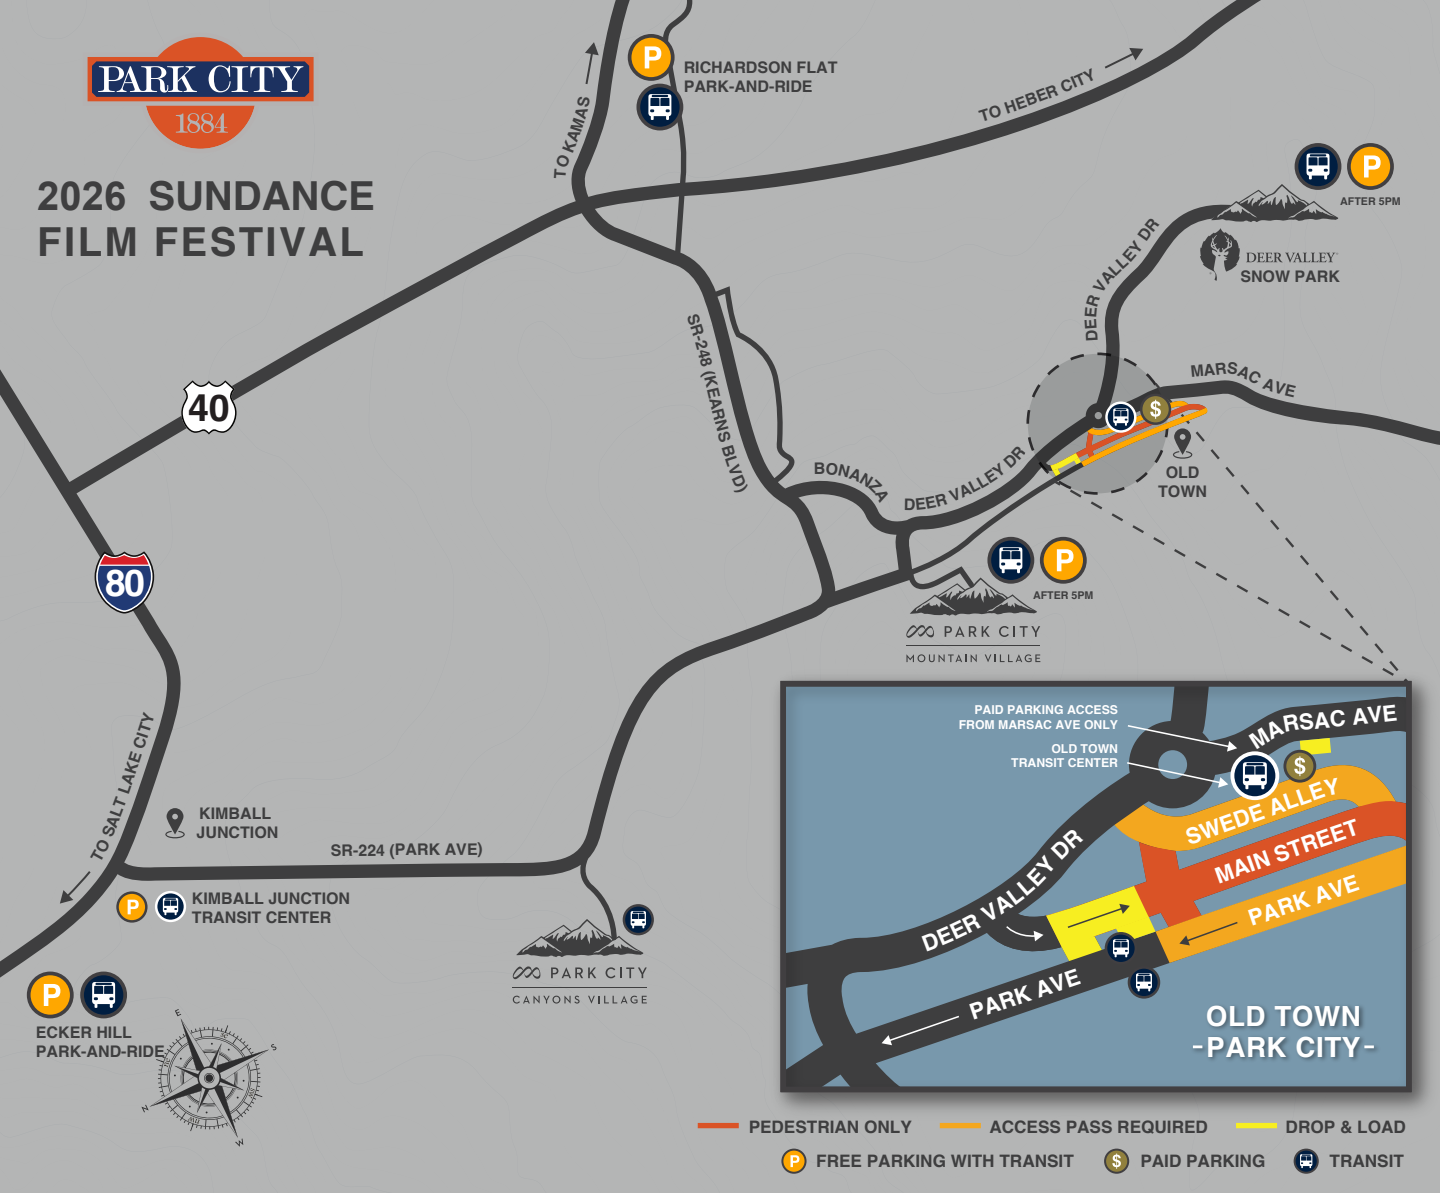 PARK CITY
1884
2026 SUNDANCE
FILM FESTIVAL
TO KAMAS
P
RICHARDSON FLAT
PARK-AND-RIDE
TO HEBER CITY
P
AFTER 5PM
DEER VALLEY
SNOW PARK
DEER VALLEY DR
MARSAC AVE
$
OLD
TOWN
40
SR-248 (KEARNS BLVD)
BONANZA
DEER VALLEY DR
P
AFTER 5PM
PARK CITY
MOUNTAIN VILLAGE
80
TO SALT LAKE CITY
KIMBALL
JUNCTION
SR-224 (PARK AVE)
P
KIMBALL JUNCTION
TRANSIT CENTER
PARK CITY
CANYONS VILLAGE
P
ECKER HILL
PARK-AND-RIDE
E
S
N
W
PAID PARKING ACCESS
FROM MARSAC AVE ONLY
OLD TOWN
TRANSIT CENTER
MARSAC AVE
$
SWEDE ALLEY
MAIN STREET
PARK AVE
DEER VALLEY DR
PARK AVE
OLD TOWN
-PARK CITY-
PEDESTRIAN ONLY
ACCESS PASS REQUIRED
DROP & LOAD
P FREE PARKING WITH TRANSIT
$ PAID PARKING
TRANSIT